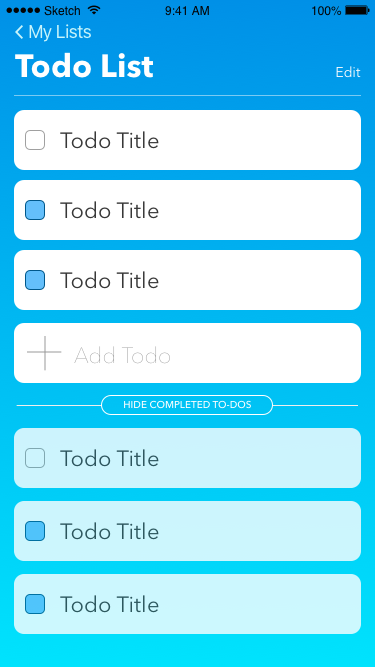 Sketch 9:41 AM 100%
My Lists
Todo List
Edit
Todo Title
Todo Title
Todo Title
Add Todo
HIDE COMPLETED TO-DOS
Todo Title
Todo Title
Todo Title